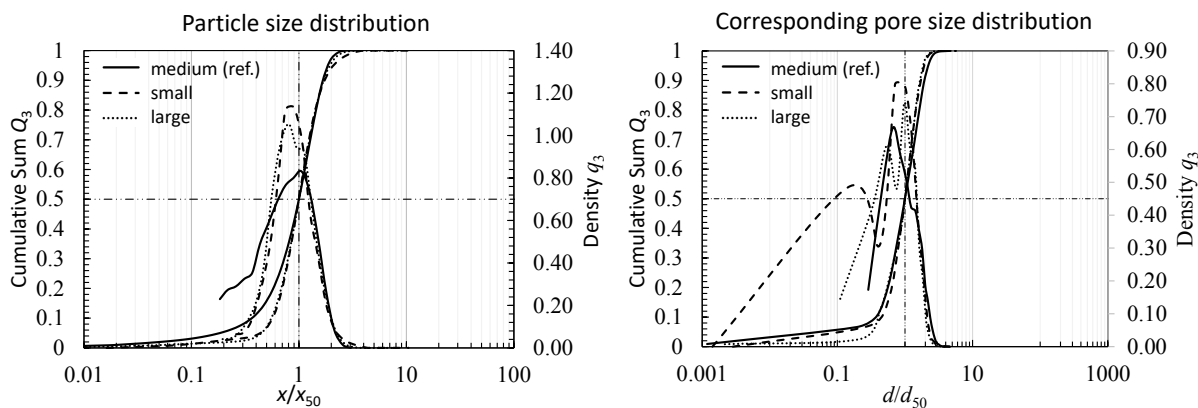 Particle size distribution
Corresponding pore size distribution
Cumulative Sum Q3
1
0.9
0.8
0.7
0.6
0.5
0.4
0.3
0.2
0.1
0
medium (ref.)
small
large
1.40
1.20
1.00
0.80
0.60
0.40
0.20
0.00
Density q3
0.01 0.1 1 10 100
x/x50
Cumulative Sum Q3
1
0.9
0.8
0.7
0.6
0.5
0.4
0.3
0.2
0.1
0
medium (ref.)
small
large
0.90
0.80
0.70
0.60
0.50
0.40
0.30
0.20
0.10
0.00
Density q3
0.001 0.1 10 1000
d/d50